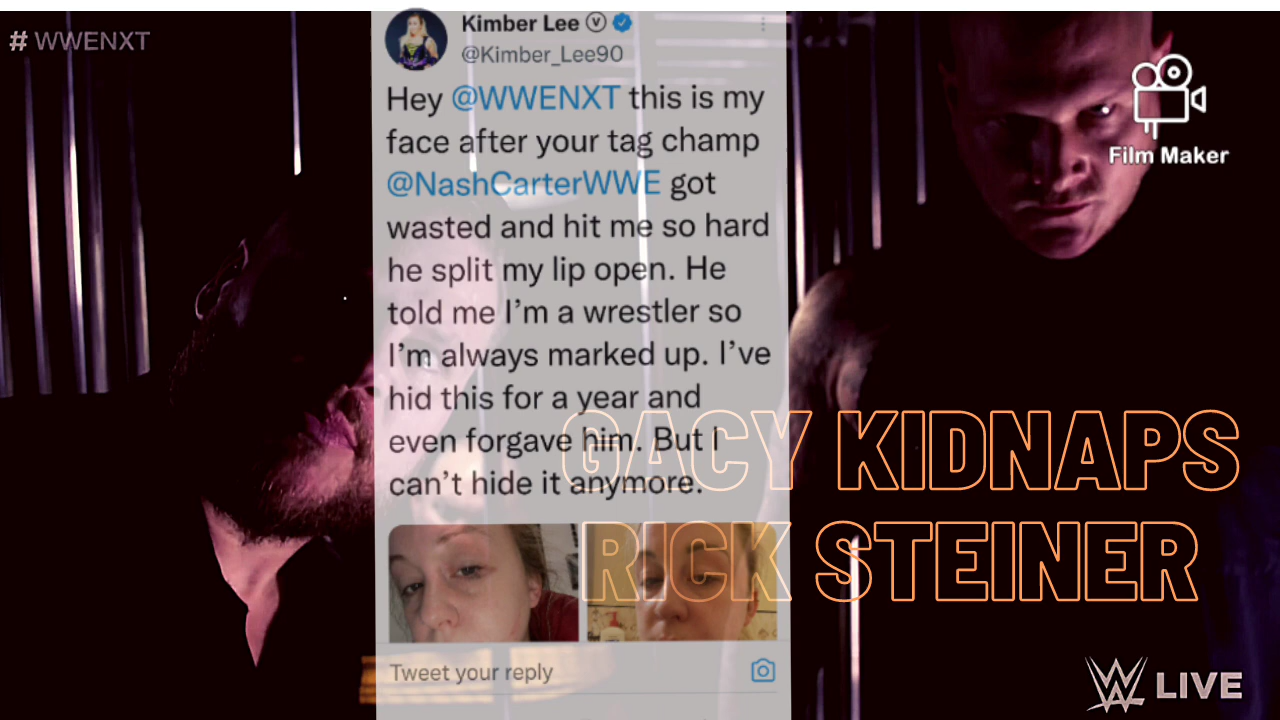 # WWENXT
Kimber Lee
@Kimber_Lee90
Hey @WWENXT this is my
face after your tag champ
@NashCarterWWE got
wasted and hit me so hard
he split my lip open. He
told me I’m a wrestler so
I’m always marked up. I’ve
hid this for a year and
even forgave him. But I
can’t hide it anymore.
Tweet your reply
Film Maker
GACY KIDNAPS
RICK STEINER
W LIVE